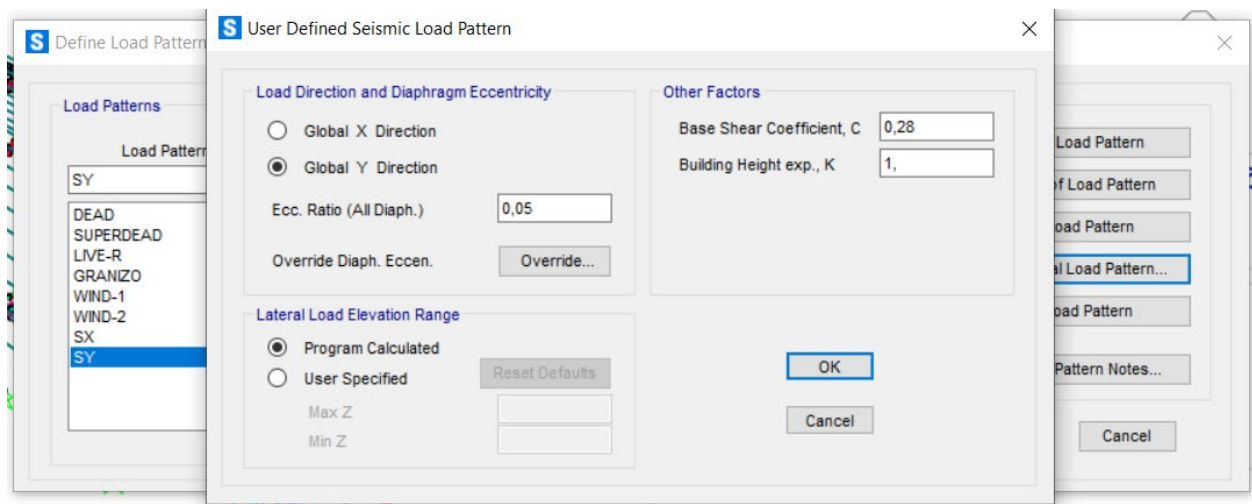 Define Load Pattern
Load Patterns
Load Pattern
SY
DEAD
SUPERDEAD
LIVE-R
GRANIZO
WIND-1
WIND-2
SX
SY
User Defined Seismic Load Pattern
Load Direction and Diaphragm Eccentricity
Global X Direction
Global Y Direction
Ecc. Ratio (All Diaph.) 0,05
Override Diaph. Eccen. Override...
Lateral Load Elevation Range
Program Calculated
User Specified Reset Defaults
Max Z
Min Z
Other Factors
Base Shear Coefficient, C 0,28
Building Height exp., K 1,
OK
Cancel
Load Pattern
of Load Pattern
oad Pattern
al Load Pattern...
oad Pattern
Pattern Notes...
Cancel